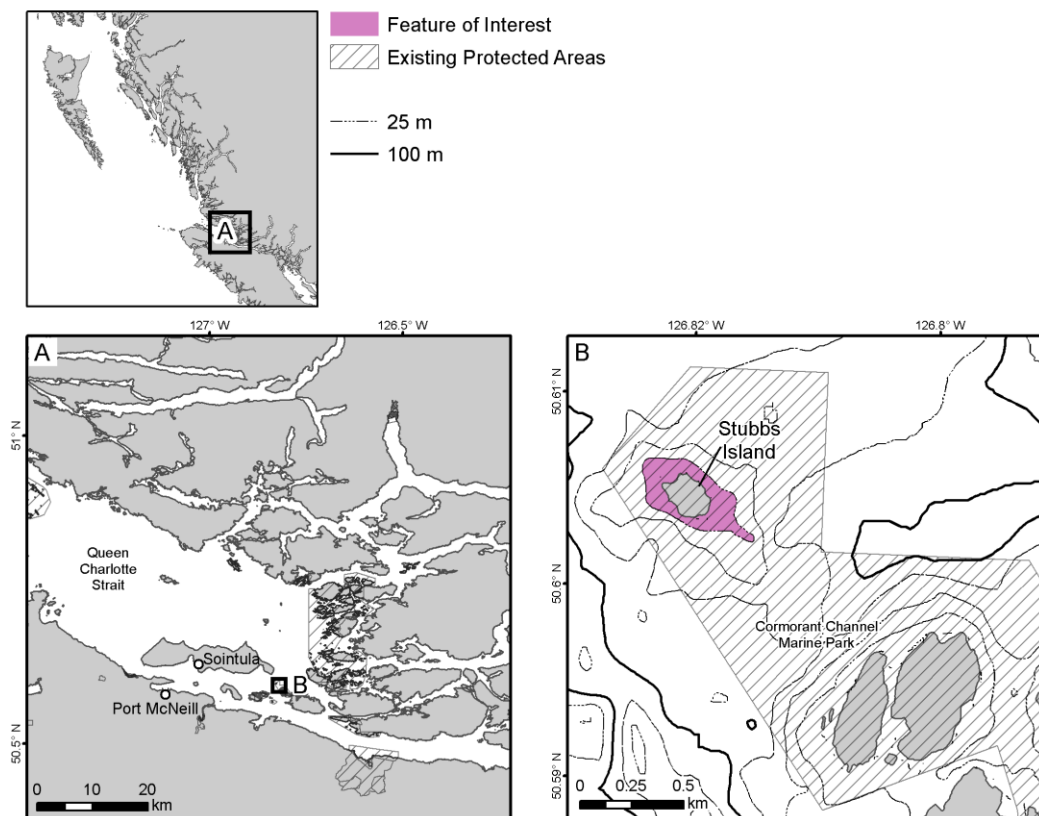 Feature of Interest
Existing Protected Areas
25 m
100 m
A
127° W
126.5° W
A
51° N
50.5° N
Queen
Charlotte
Strait
Sointula
B
Port McNeill
0
10
20
km
126.82° W
126.8° W
B
50.61° N
50.6° N
50.59° N
Stubbs
Island
Cormorant Channel
Marine Park
0
0.25
0.5
km